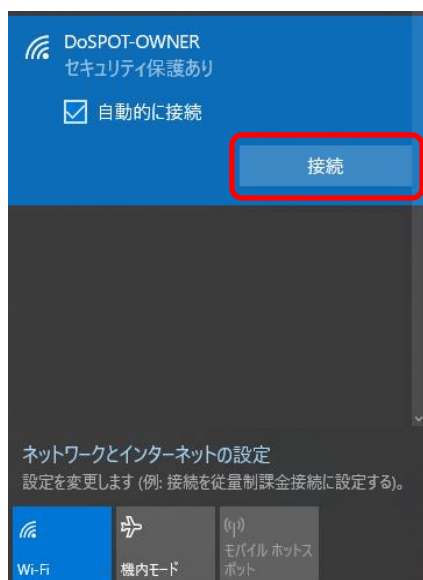 DoSPOT-OWNER
セキュリティ保護あり
自動的に接続
接続
ネットワークとインターネットの設定
設定を変更します (例: 接続を従量制課金接続に設定する)。
Wi-Fi
機内モード
モバイル ホットス
ポット